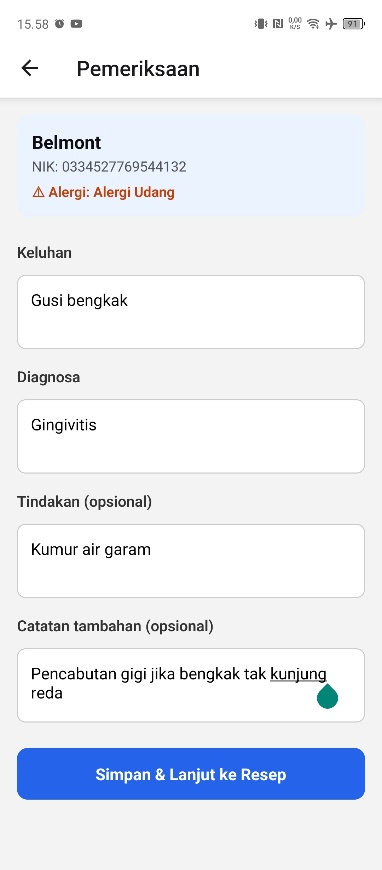 15.58
0,00
K/S
91
Pemeriksaan
Belmont
NIK: 0334527769544132
⚠ Alergi: Alergi Udang
Keluhan
Gusi bengkak
Diagnosa
Gingivitis
Tindakan (opsional)
Kumur air garam
Catatan tambahan (opsional)
Pencabutan gigi jika bengkak tak kunjung
reda
Simpan & Lanjut ke Resep